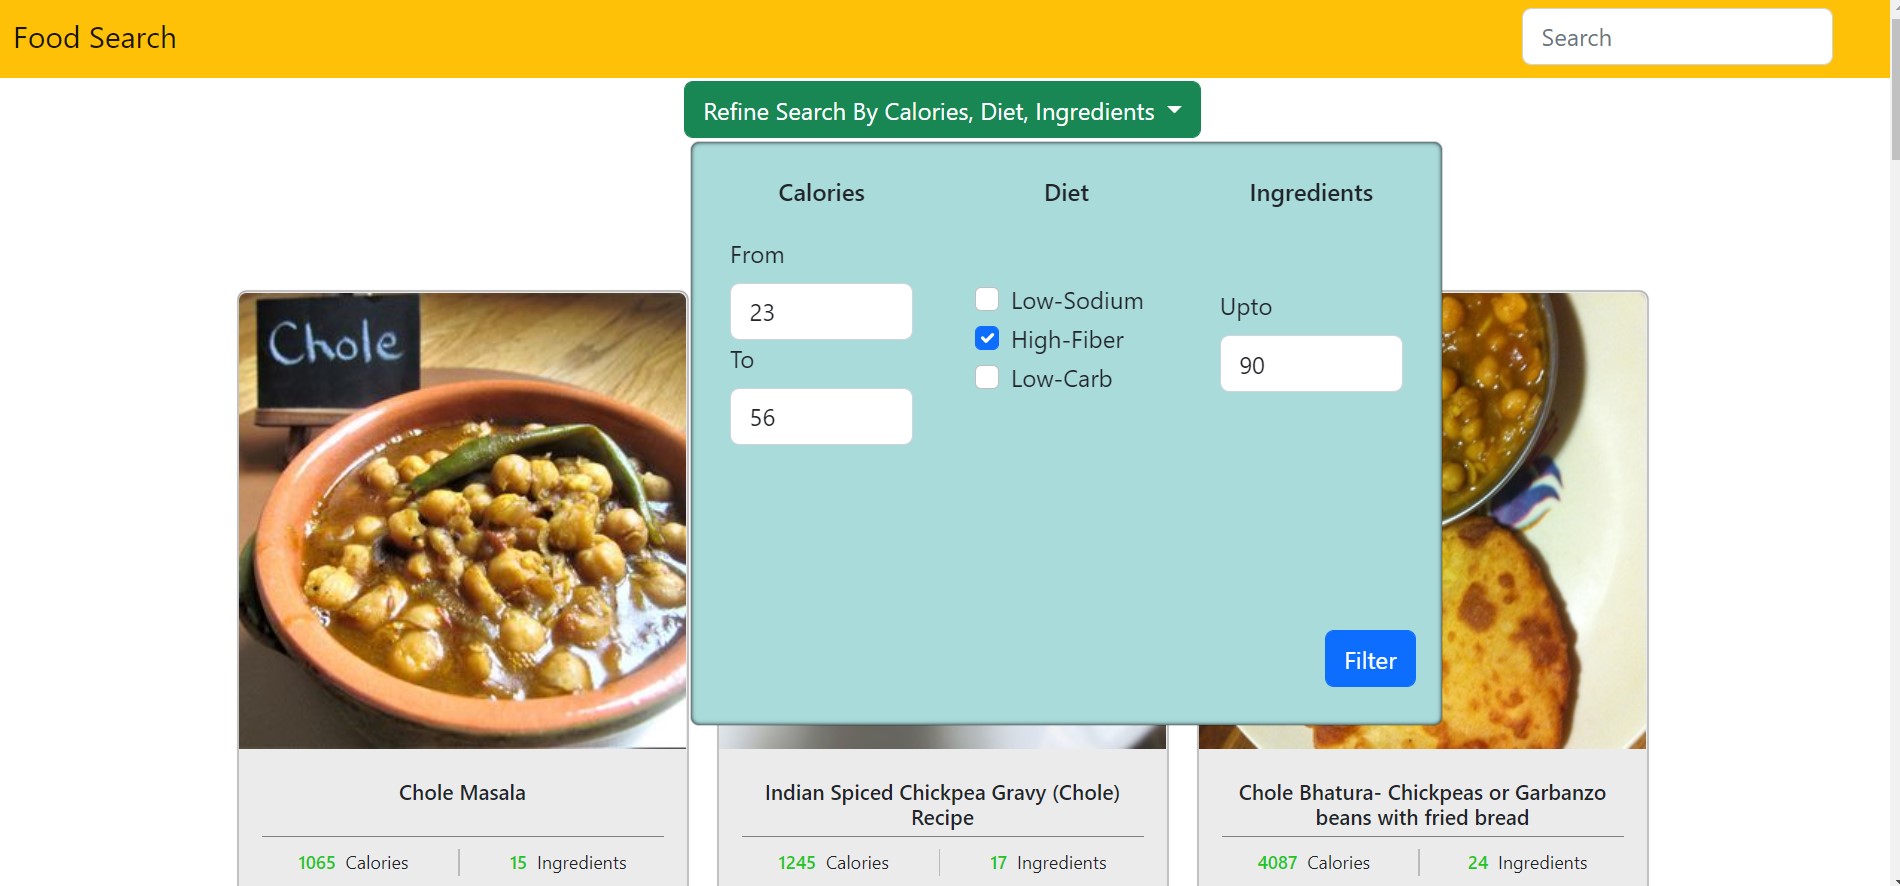 Food Search
Search
Refine Search By Calories, Diet, Ingredients
Calories
Diet
Ingredients
From
23
To
56
Low-Sodium
High-Fiber
Low-Carb
Upto
90
Filter
Chole
Chole Masala
1065 Calories
15 Ingredients
Indian Spiced Chickpea Gravy (Chole)
Recipe
1245 Calories
17 Ingredients
Chole Bhatura- Chickpeas or Garbanzo
beans with fried bread
4087 Calories
24 Ingredients